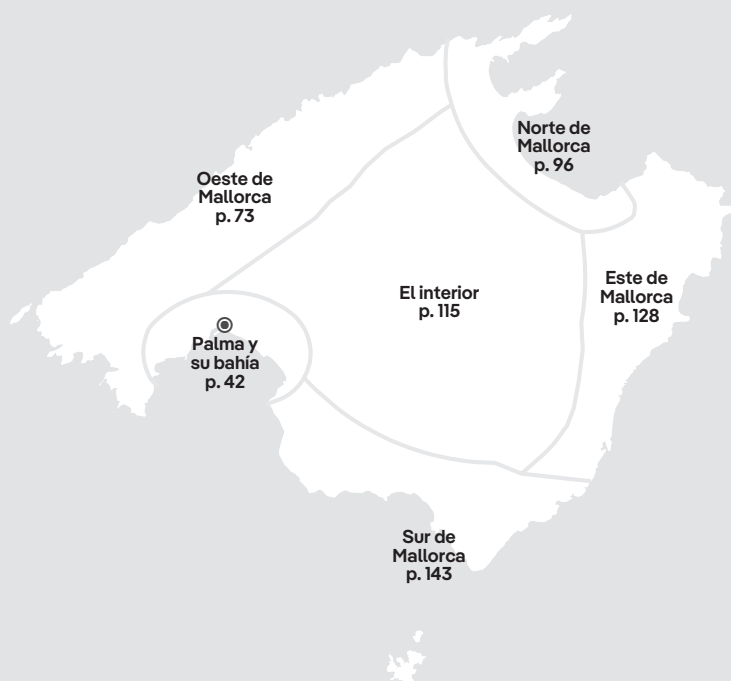 Norte de
Mallorca
p. 96
Oeste de
Mallorca
p. 73
El interior
p. 115
Este de
Mallorca
p. 128
Palma y
su bahía
p. 42
Sur de
Mallorca
p. 143